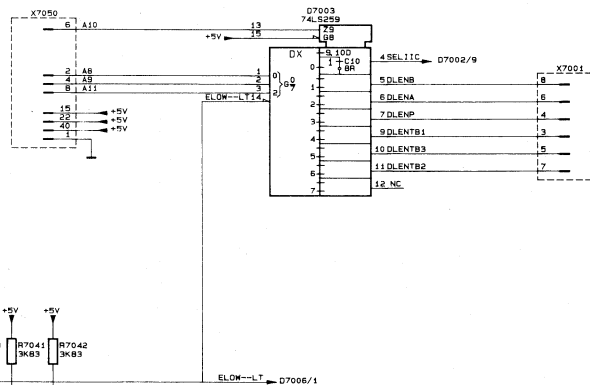 D7003
74LS259
X7050
6 A10 13 Z9
+5V 15 G8
DX 9,10D
0 1 C10 4 SELIIC D7002/9
8R
X7001
2 A8 1 0 0
4 A9 2 G 1 5 DLENB 8
8 A11 3 2 7
ELOW--LT 14 2 6 DLENA 6
15 +5V
22 +5V 3 7 DLENP 4
40 +5V
1 4 9 DLENTB1 3
5 10 DLENTB3 5
6 11 DLENTB2 7
7 12 NC
+5V +5V
R7041 R7042
3K83 3K83
ELOW--LT D7006/1